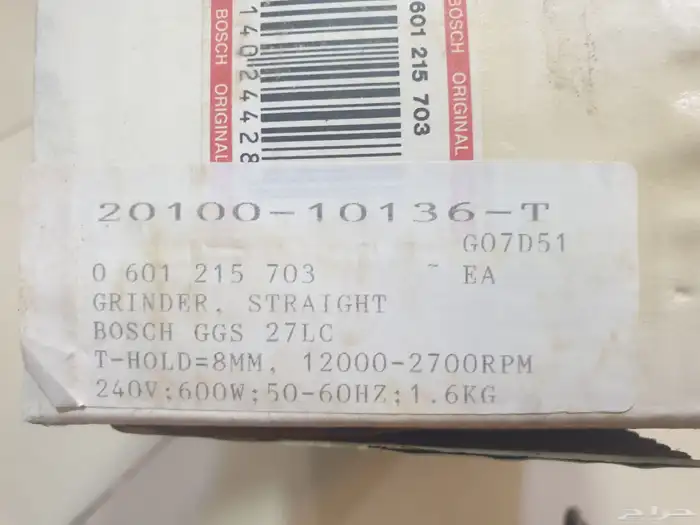 BOSCH ORIGINAL
14024428
601 215 703
BOSCH ORIGINAL
20100-10136-T
G07D51
0 601 215 703 ~ EA
GRINDER, STRAIGHT
BOSCH GGS 27LC
T-HOLD=8MM, 12000-2700RPM
240V;600W;50-60HZ;1.6KG
حراج